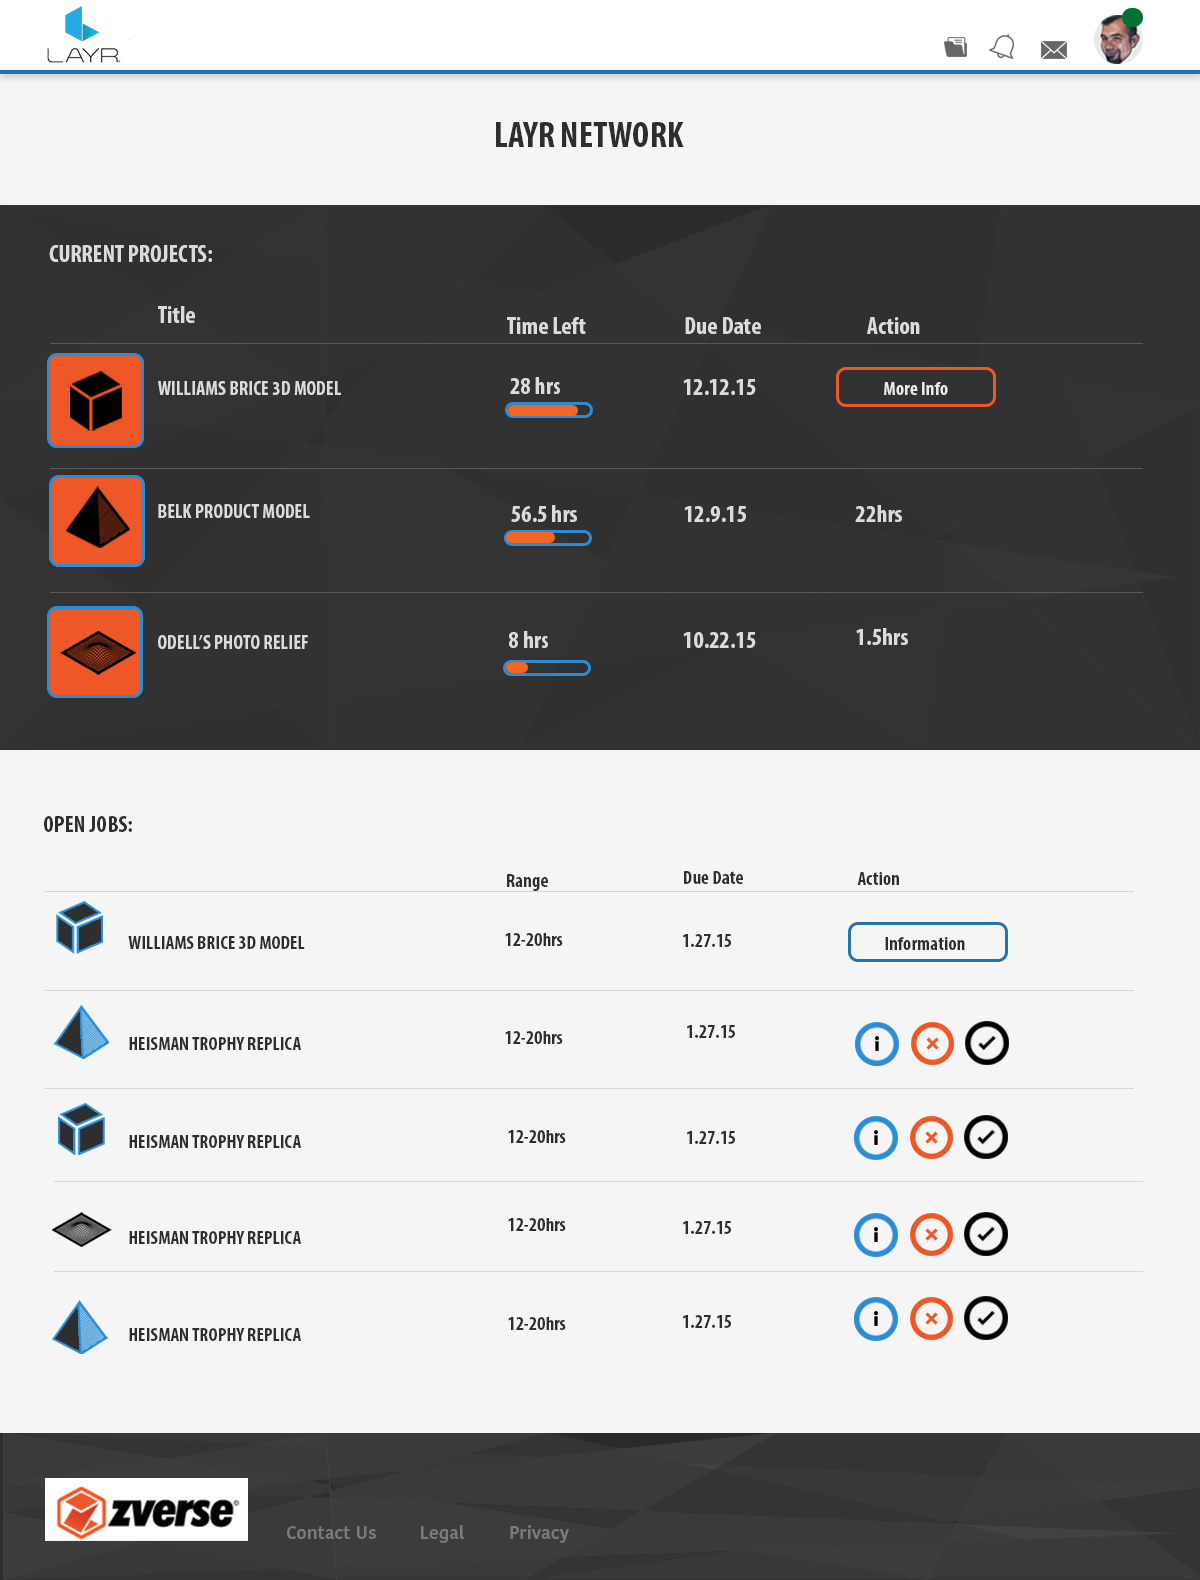 LAYR
LAYR NETWORK
CURRENT PROJECTS:
Title Time Left Due Date Action
WILLIAMS BRICE 3D MODEL 28 hrs 12.12.15 More Info
BELK PRODUCT MODEL 56.5 hrs 12.9.15 22hrs
ODELL'S PHOTO RELIEF 8 hrs 10.22.15 1.5hrs
OPEN JOBS:
Range Due Date Action
WILLIAMS BRICE 3D MODEL 12-20hrs 1.27.15 Information
HEISMAN TROPHY REPLICA 12-20hrs 1.27.15 i
HEISMAN TROPHY REPLICA 12-20hrs 1.27.15 i
HEISMAN TROPHY REPLICA 12-20hrs 1.27.15 i
HEISMAN TROPHY REPLICA 12-20hrs 1.27.15 i
zverse® Contact Us Legal Privacy